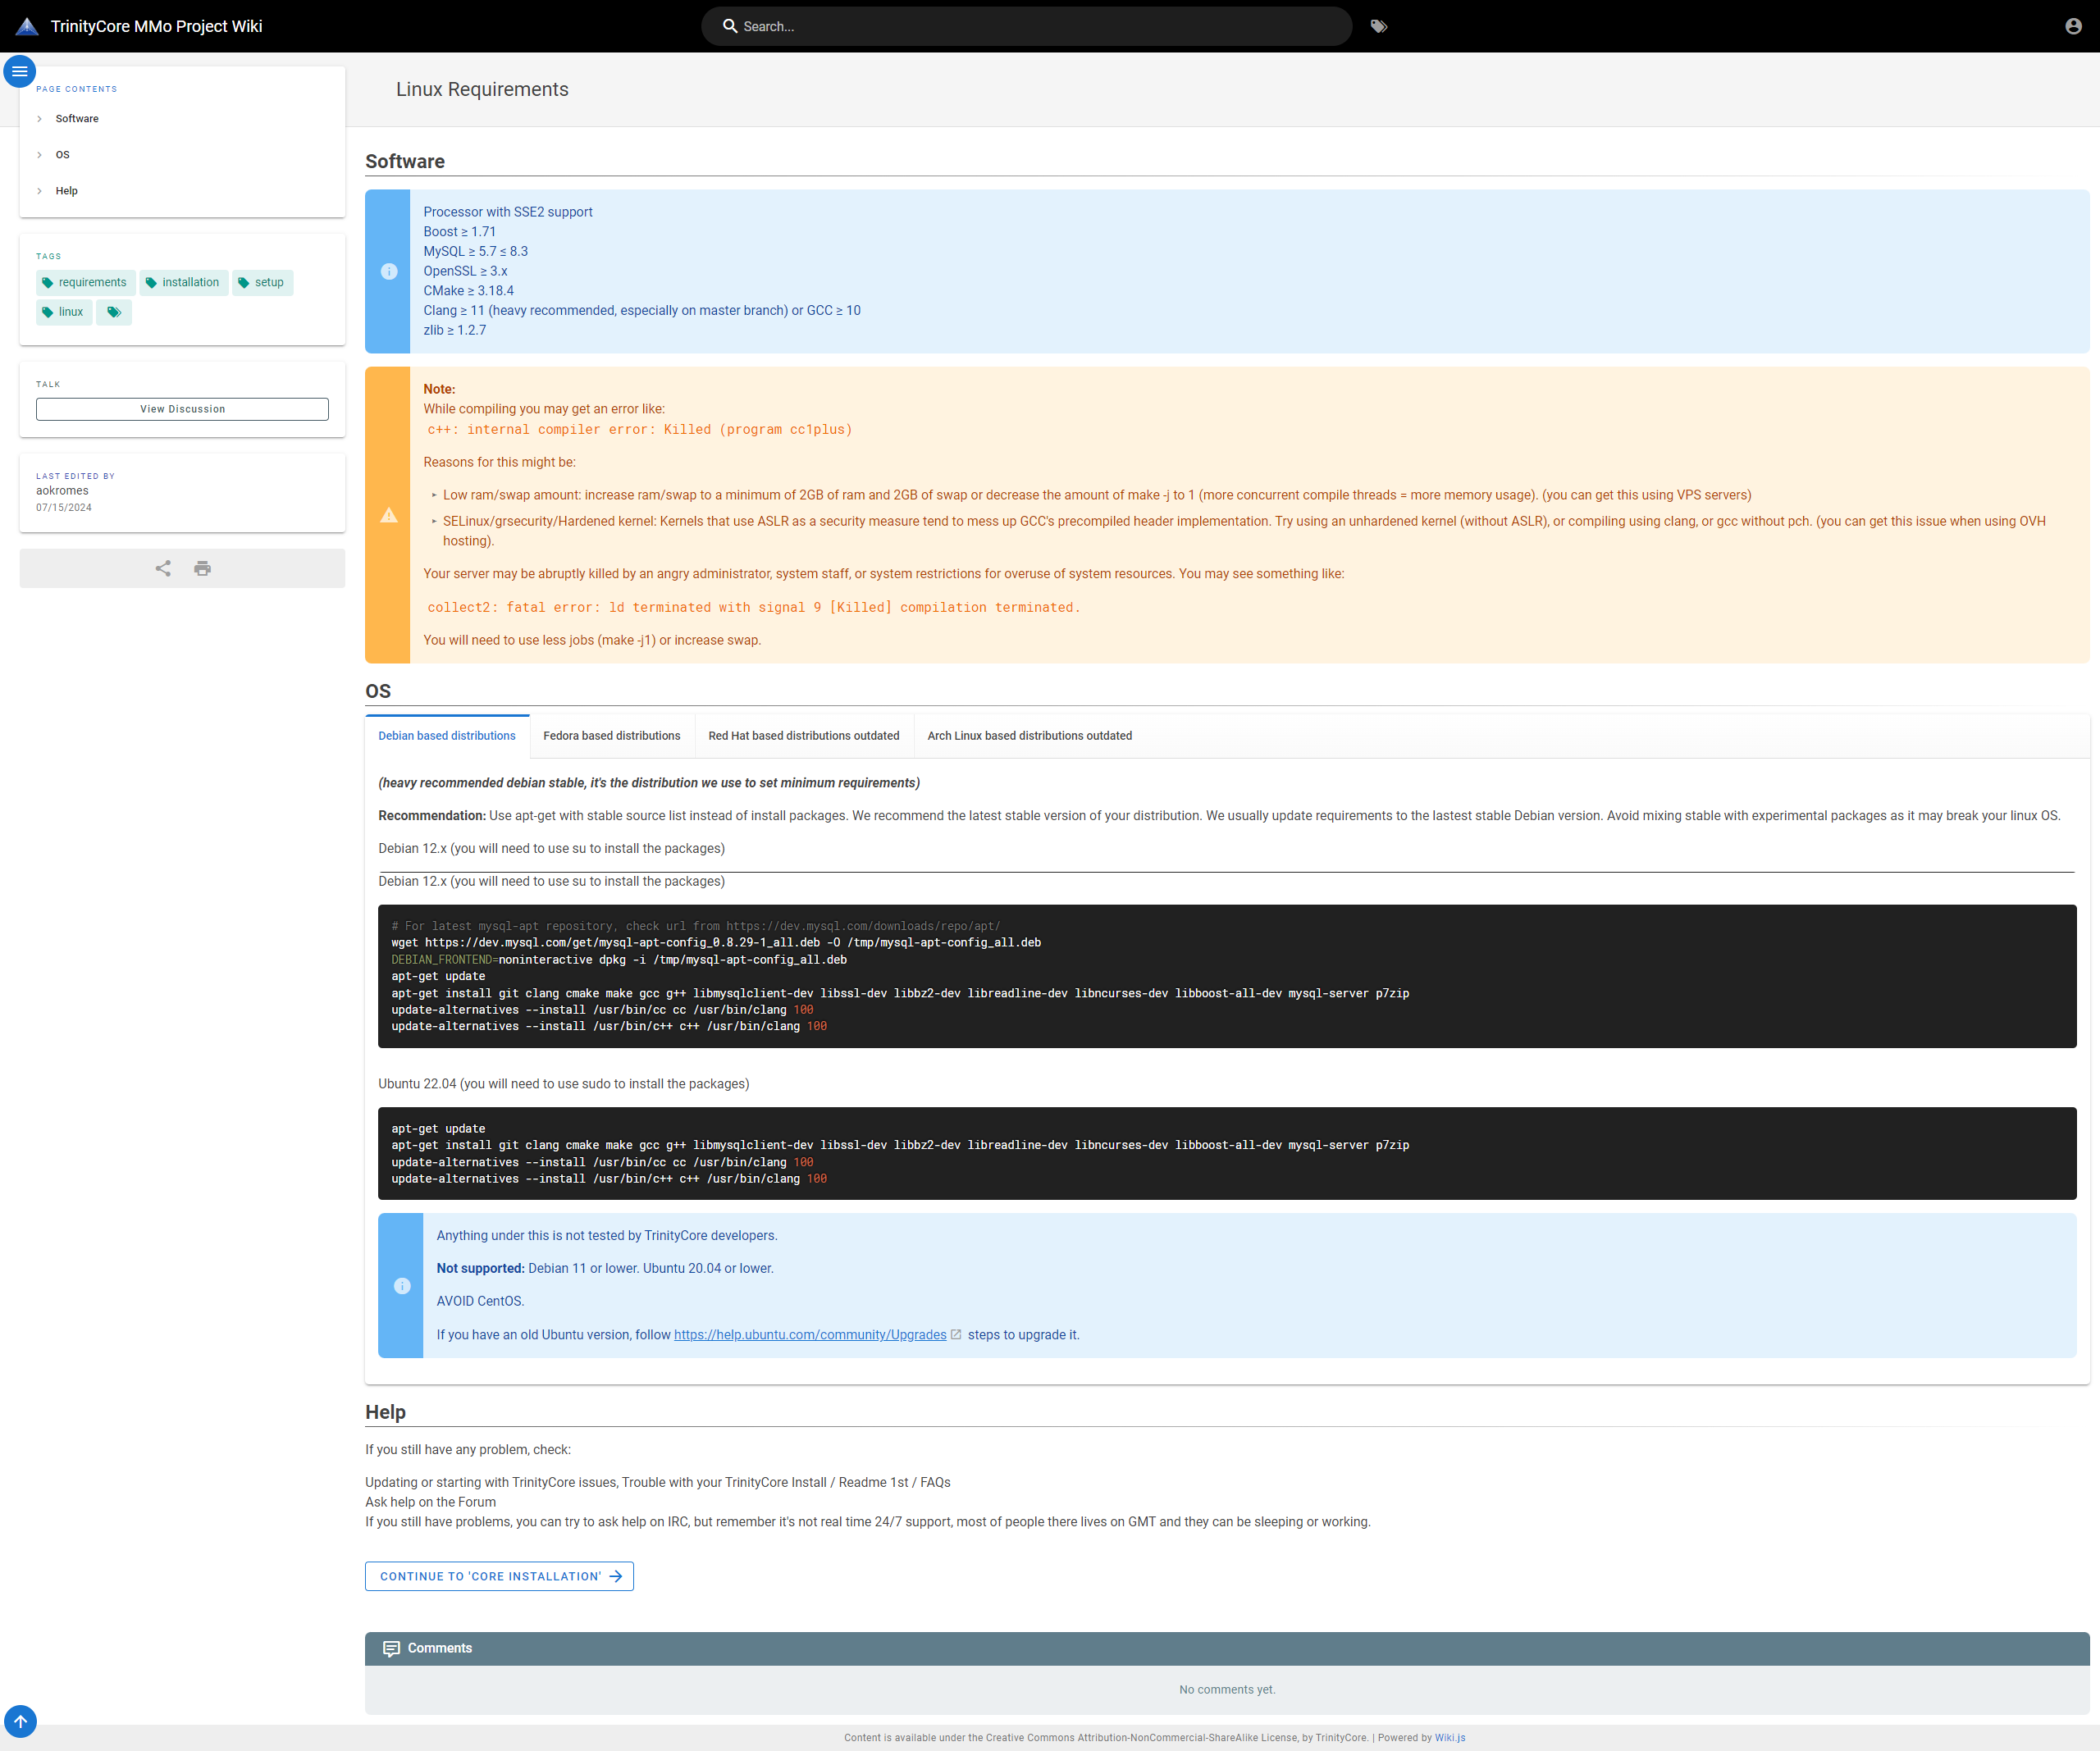 TrinityCore MMo Project Wiki
Search...
PAGE CONTENTS
Software
OS
Help
TAGS
requirements
installation
setup
linux
TALK
View Discussion
LAST EDITED BY
aokromes
07/15/2024
Linux Requirements
Software
Processor with SSE2 support
Boost ≥ 1.71
MySQL ≥ 5.7 ≤ 8.3
OpenSSL ≥ 3.x
CMake ≥ 3.18.4
Clang ≥ 11 (heavy recommended, especially on master branch) or GCC ≥ 10
zlib ≥ 1.2.7
Note:
While compiling you may get an error like:
c++: internal compiler error: Killed (program cc1plus)
Reasons for this might be:
Low ram/swap amount: increase ram/swap to a minimum of 2GB of ram and 2GB of swap or decrease the amount of make -j to 1 (more concurrent compile threads = more memory usage). (you can get this using VPS servers)
SELinux/grsecurity/Hardened kernel: Kernels that use ASLR as a security measure tend to mess up GCC's precompiled header implementation. Try using an unhardened kernel (without ASLR), or compiling using clang, or gcc without pch. (you can get this issue when using OVH
hosting).
Your server may be abruptly killed by an angry administrator, system staff, or system restrictions for overuse of system resources. You may see something like:
collect2: fatal error: ld terminated with signal 9 [Killed] compilation terminated.
You will need to use less jobs (make -j1) or increase swap.
OS
Debian based distributions
Fedora based distributions
Red Hat based distributions outdated
Arch Linux based distributions outdated
(heavy recommended debian stable, it's the distribution we use to set minimum requirements)
Recommendation: Use apt-get with stable source list instead of install packages. We recommend the latest stable version of your distribution. We usually update requirements to the lastest stable Debian version. Avoid mixing stable with experimental packages as it may break your linux OS.
Debian 12.x (you will need to use su to install the packages)
Debian 12.x (you will need to use su to install the packages)
# For latest mysql-apt repository, check url from https://dev.mysql.com/downloads/repo/apt/
wget https://dev.mysql.com/get/mysql-apt-config_0.8.29-1_all.deb -O /tmp/mysql-apt-config_all.deb
DEBIAN_FRONTEND=noninteractive dpkg -i /tmp/mysql-apt-config_all.deb
apt-get update
apt-get install git clang cmake make gcc g++ libmysqlclient-dev libssl-dev libbz2-dev libreadline-dev libncurses-dev libboost-all-dev mysql-server p7zip
update-alternatives --install /usr/bin/cc cc /usr/bin/clang 100
update-alternatives --install /usr/bin/c++ c++ /usr/bin/clang 100
Ubuntu 22.04 (you will need to use sudo to install the packages)
apt-get update
apt-get install git clang cmake make gcc g++ libmysqlclient-dev libssl-dev libbz2-dev libreadline-dev libncurses-dev libboost-all-dev mysql-server p7zip
update-alternatives --install /usr/bin/cc cc /usr/bin/clang 100
update-alternatives --install /usr/bin/c++ c++ /usr/bin/clang 100
Anything under this is not tested by TrinityCore developers.
Not supported: Debian 11 or lower. Ubuntu 20.04 or lower.
AVOID CentOS.
If you have an old Ubuntu version, follow https://help.ubuntu.com/community/Upgrades steps to upgrade it.
Help
If you still have any problem, check:
Updating or starting with TrinityCore issues, Trouble with your TrinityCore Install / Readme 1st / FAQs
Ask help on the Forum
If you still have problems, you can try to ask help on IRC, but remember it's not real time 24/7 support, most of people there lives on GMT and they can be sleeping or working.
CONTINUE TO 'CORE INSTALLATION'
Comments
No comments yet.
Content is available under the Creative Commons Attribution-NonCommercial-ShareAlike License, by TrinityCore. | Powered by Wiki.js